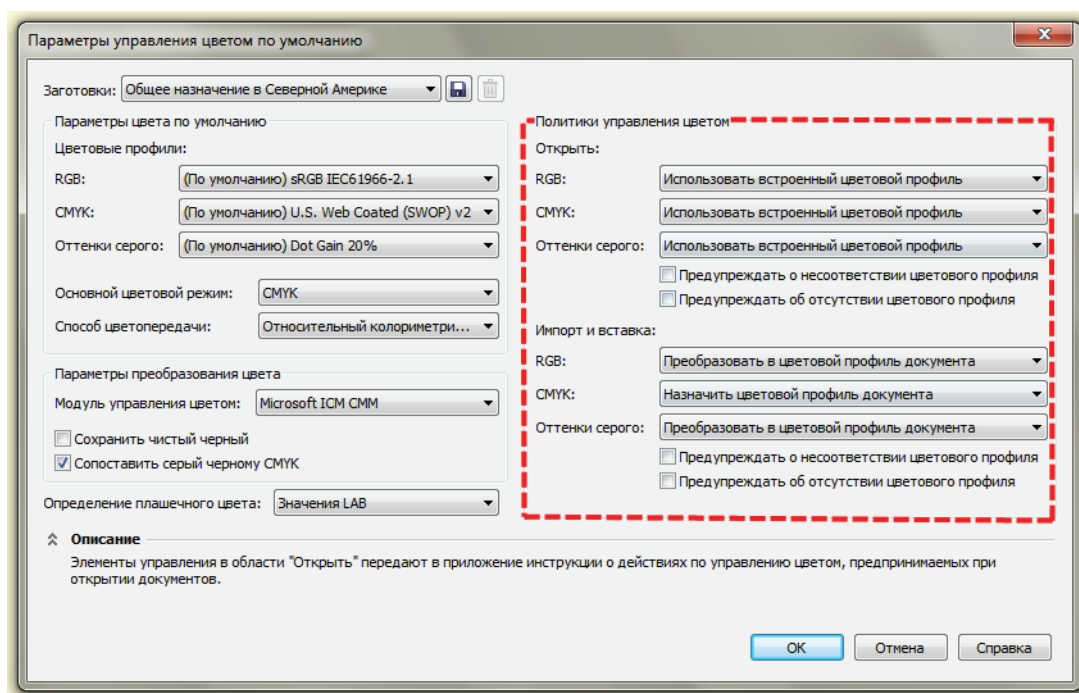 Параметры управления цветом по умолчанию
Заготовки: Общее назначение в Северной Америке
Параметры цвета по умолчанию
Цветовые профили:
RGB: (По умолчанию) sRGB IEC61966-2.1
CMYK: (По умолчанию) U.S. Web Coated (SWOP) v2
Оттенки серого: (По умолчанию) Dot Gain 20%
Основной цветовой режим: CMYK
Способ цветопередачи: Относительный колориметри...
Параметры преобразования цвета
Модуль управления цветом: Microsoft ICM CMM
Сохранить чистый черный
Сопоставить серый черному CMYK
Определение плашечного цвета: Значения LAB
Политики управления цветом
Открыть:
RGB: Использовать встроенный цветовой профиль
CMYK: Использовать встроенный цветовой профиль
Оттенки серого: Использовать встроенный цветовой профиль
Предупреждать о несоответствии цветового профиля
Предупреждать об отсутствии цветового профиля
Импорт и вставка:
RGB: Преобразовать в цветовой профиль документа
CMYK: Назначить цветовой профиль документа
Оттенки серого: Преобразовать в цветовой профиль документа
Предупреждать о несоответствии цветового профиля
Предупреждать об отсутствии цветового профиля
Описание
Элементы управления в области "Открыть" передают в приложение инструкции о действиях по управлению цветом, предпринимаемых при
открытии документов.
OK Отмена Справка